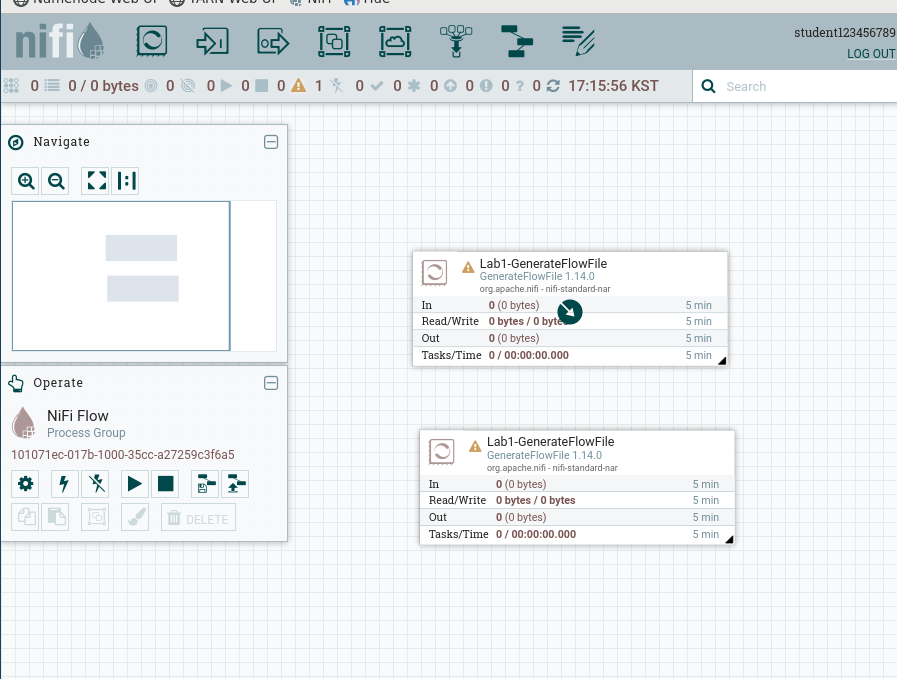 Namenode Web UI YARN Web UI NiFi Hue
nifi
student123456789
LOG OUT
0 0 / 0 bytes 0 0 0 0 1 0 0 0 0 0 ? 0 17:15:56 KST
Search
Navigate
Operate
NiFi Flow
Process Group
101071ec-017b-1000-35cc-a27259c3f6a5
DELETE
Lab1-GenerateFlowFile
GenerateFlowFile 1.14.0
org.apache.nifi - nifi-standard-nar
In 0 (0 bytes) 5 min
Read/Write 0 bytes / 0 bytes 5 min
Out 0 (0 bytes) 5 min
Tasks/Time 0 / 00:00:00.000 5 min
Lab1-GenerateFlowFile
GenerateFlowFile 1.14.0
org.apache.nifi - nifi-standard-nar
In 0 (0 bytes) 5 min
Read/Write 0 bytes / 0 bytes 5 min
Out 0 (0 bytes) 5 min
Tasks/Time 0 / 00:00:00.000 5 min